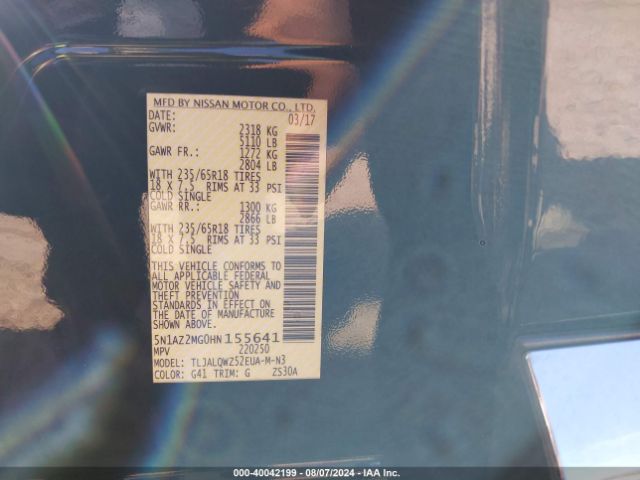 MFD BY NISSAN MOTOR CO., LTD.
DATE: 03/17
GVWR: 2318 KG
5110 LB
GAWR FR.: 1272 KG
2804 LB
WITH 235/65R18 TIRES
18 X 7.5 RIMS AT 33 PSI
COLD SINGLE
GAWR RR.: 1300 KG
2866 LB
WITH 235/65R18 TIRES
18 X 7.5 RIMS AT 33 PSI
COLD SINGLE
THIS VEHICLE CONFORMS TO
ALL APPLICABLE FEDERAL
MOTOR VEHICLE SAFETY AND
THEFT PREVENTION
STANDARDS IN EFFECT ON
THE DATE OF MANUFACTURE
SHOWN ABOVE.
5N1AZ2MG0HN155641
MPV 220250
MODEL: TLJALQWZ52EUA-M-N3
COLOR: G41 TRIM: G ZS30A
000-40042199 - 08/07/2024 - IAA Inc.